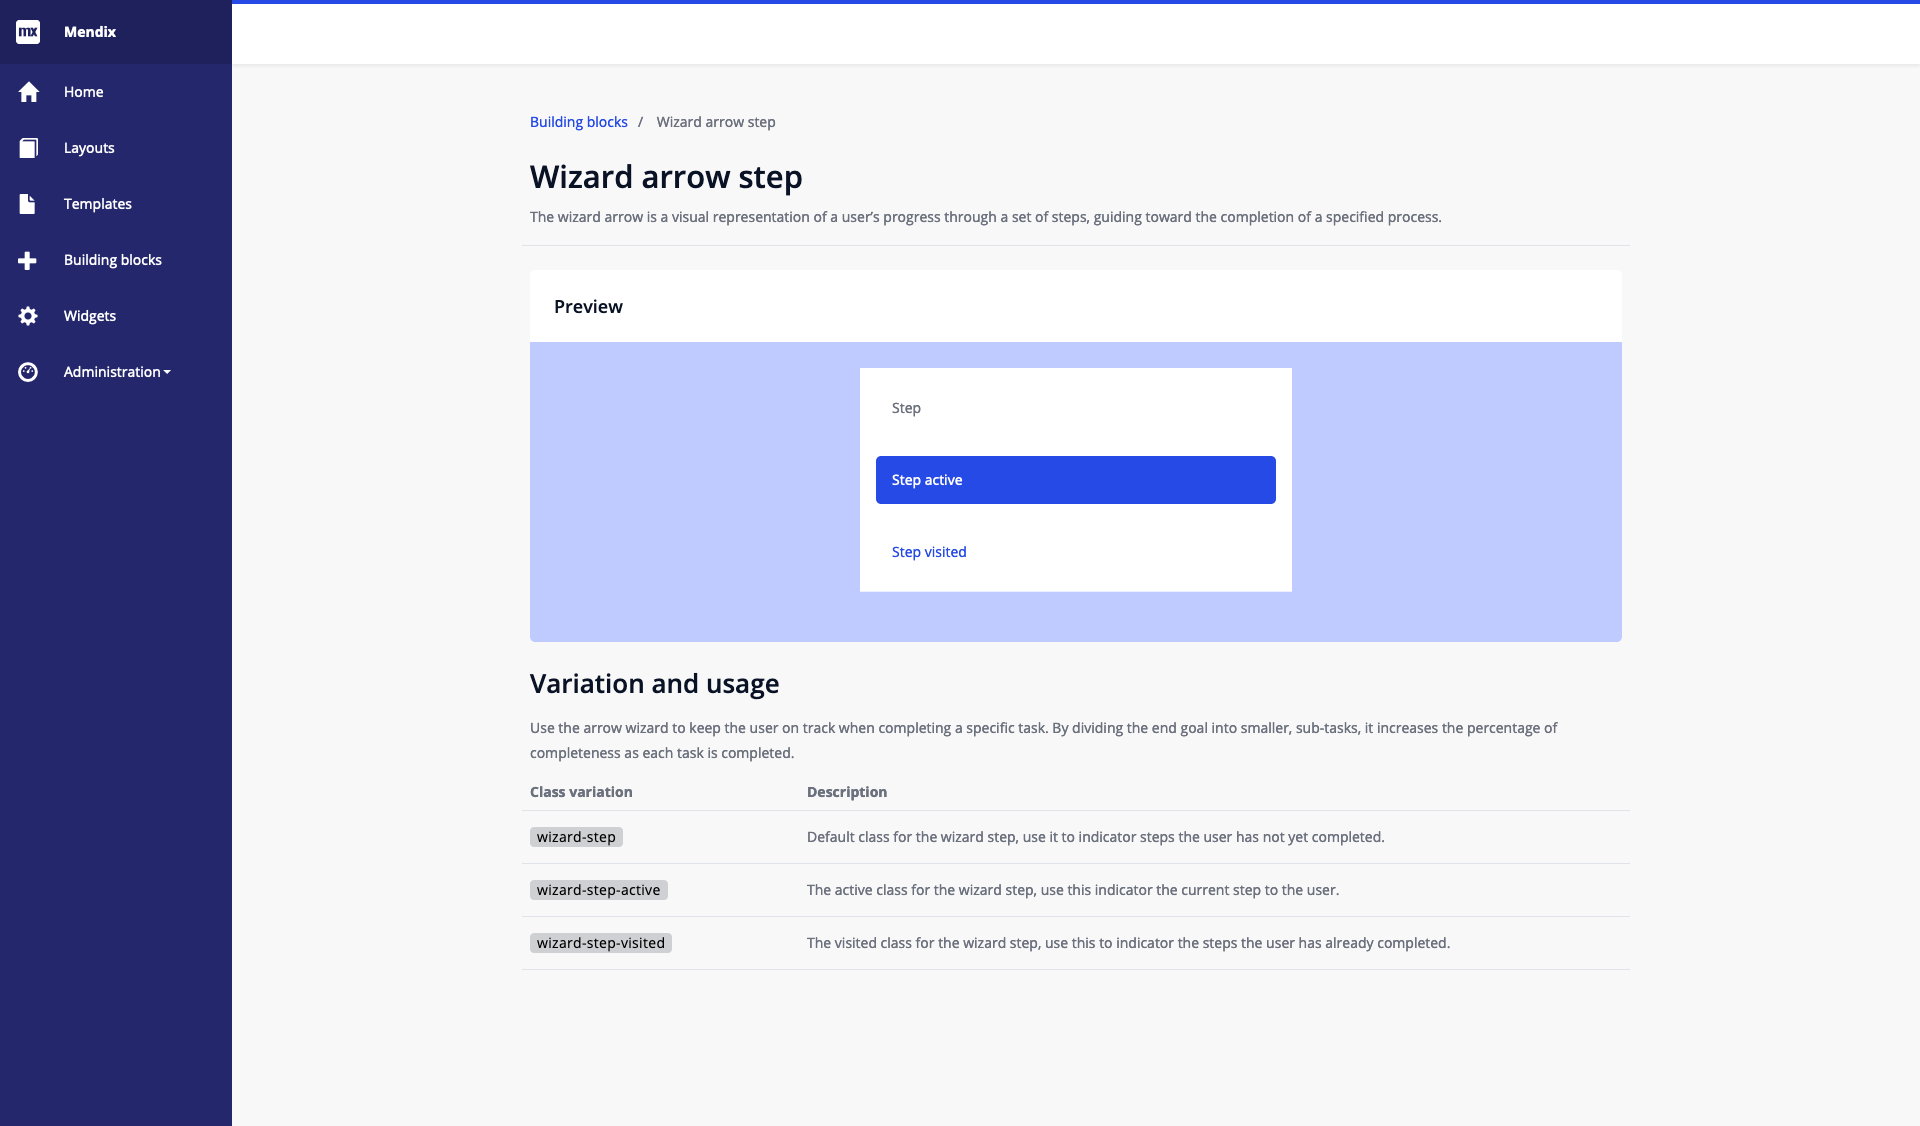 mx Mendix
Home
Layouts
Templates
Building blocks
Widgets
Administration
Building blocks / Wizard arrow step
Wizard arrow step
The wizard arrow is a visual representation of a user’s progress through a set of steps, guiding toward the completion of a specified process.
Preview
Step
Step active
Step visited
Variation and usage
Use the arrow wizard to keep the user on track when completing a specific task. By dividing the end goal into smaller, sub-tasks, it increases the percentage of
completeness as each task is completed.
Class variation Description
wizard-step Default class for the wizard step, use it to indicator steps the user has not yet completed.
wizard-step-active The active class for the wizard step, use this indicator the current step to the user.
wizard-step-visited The visited class for the wizard step, use this to indicator the steps the user has already completed.